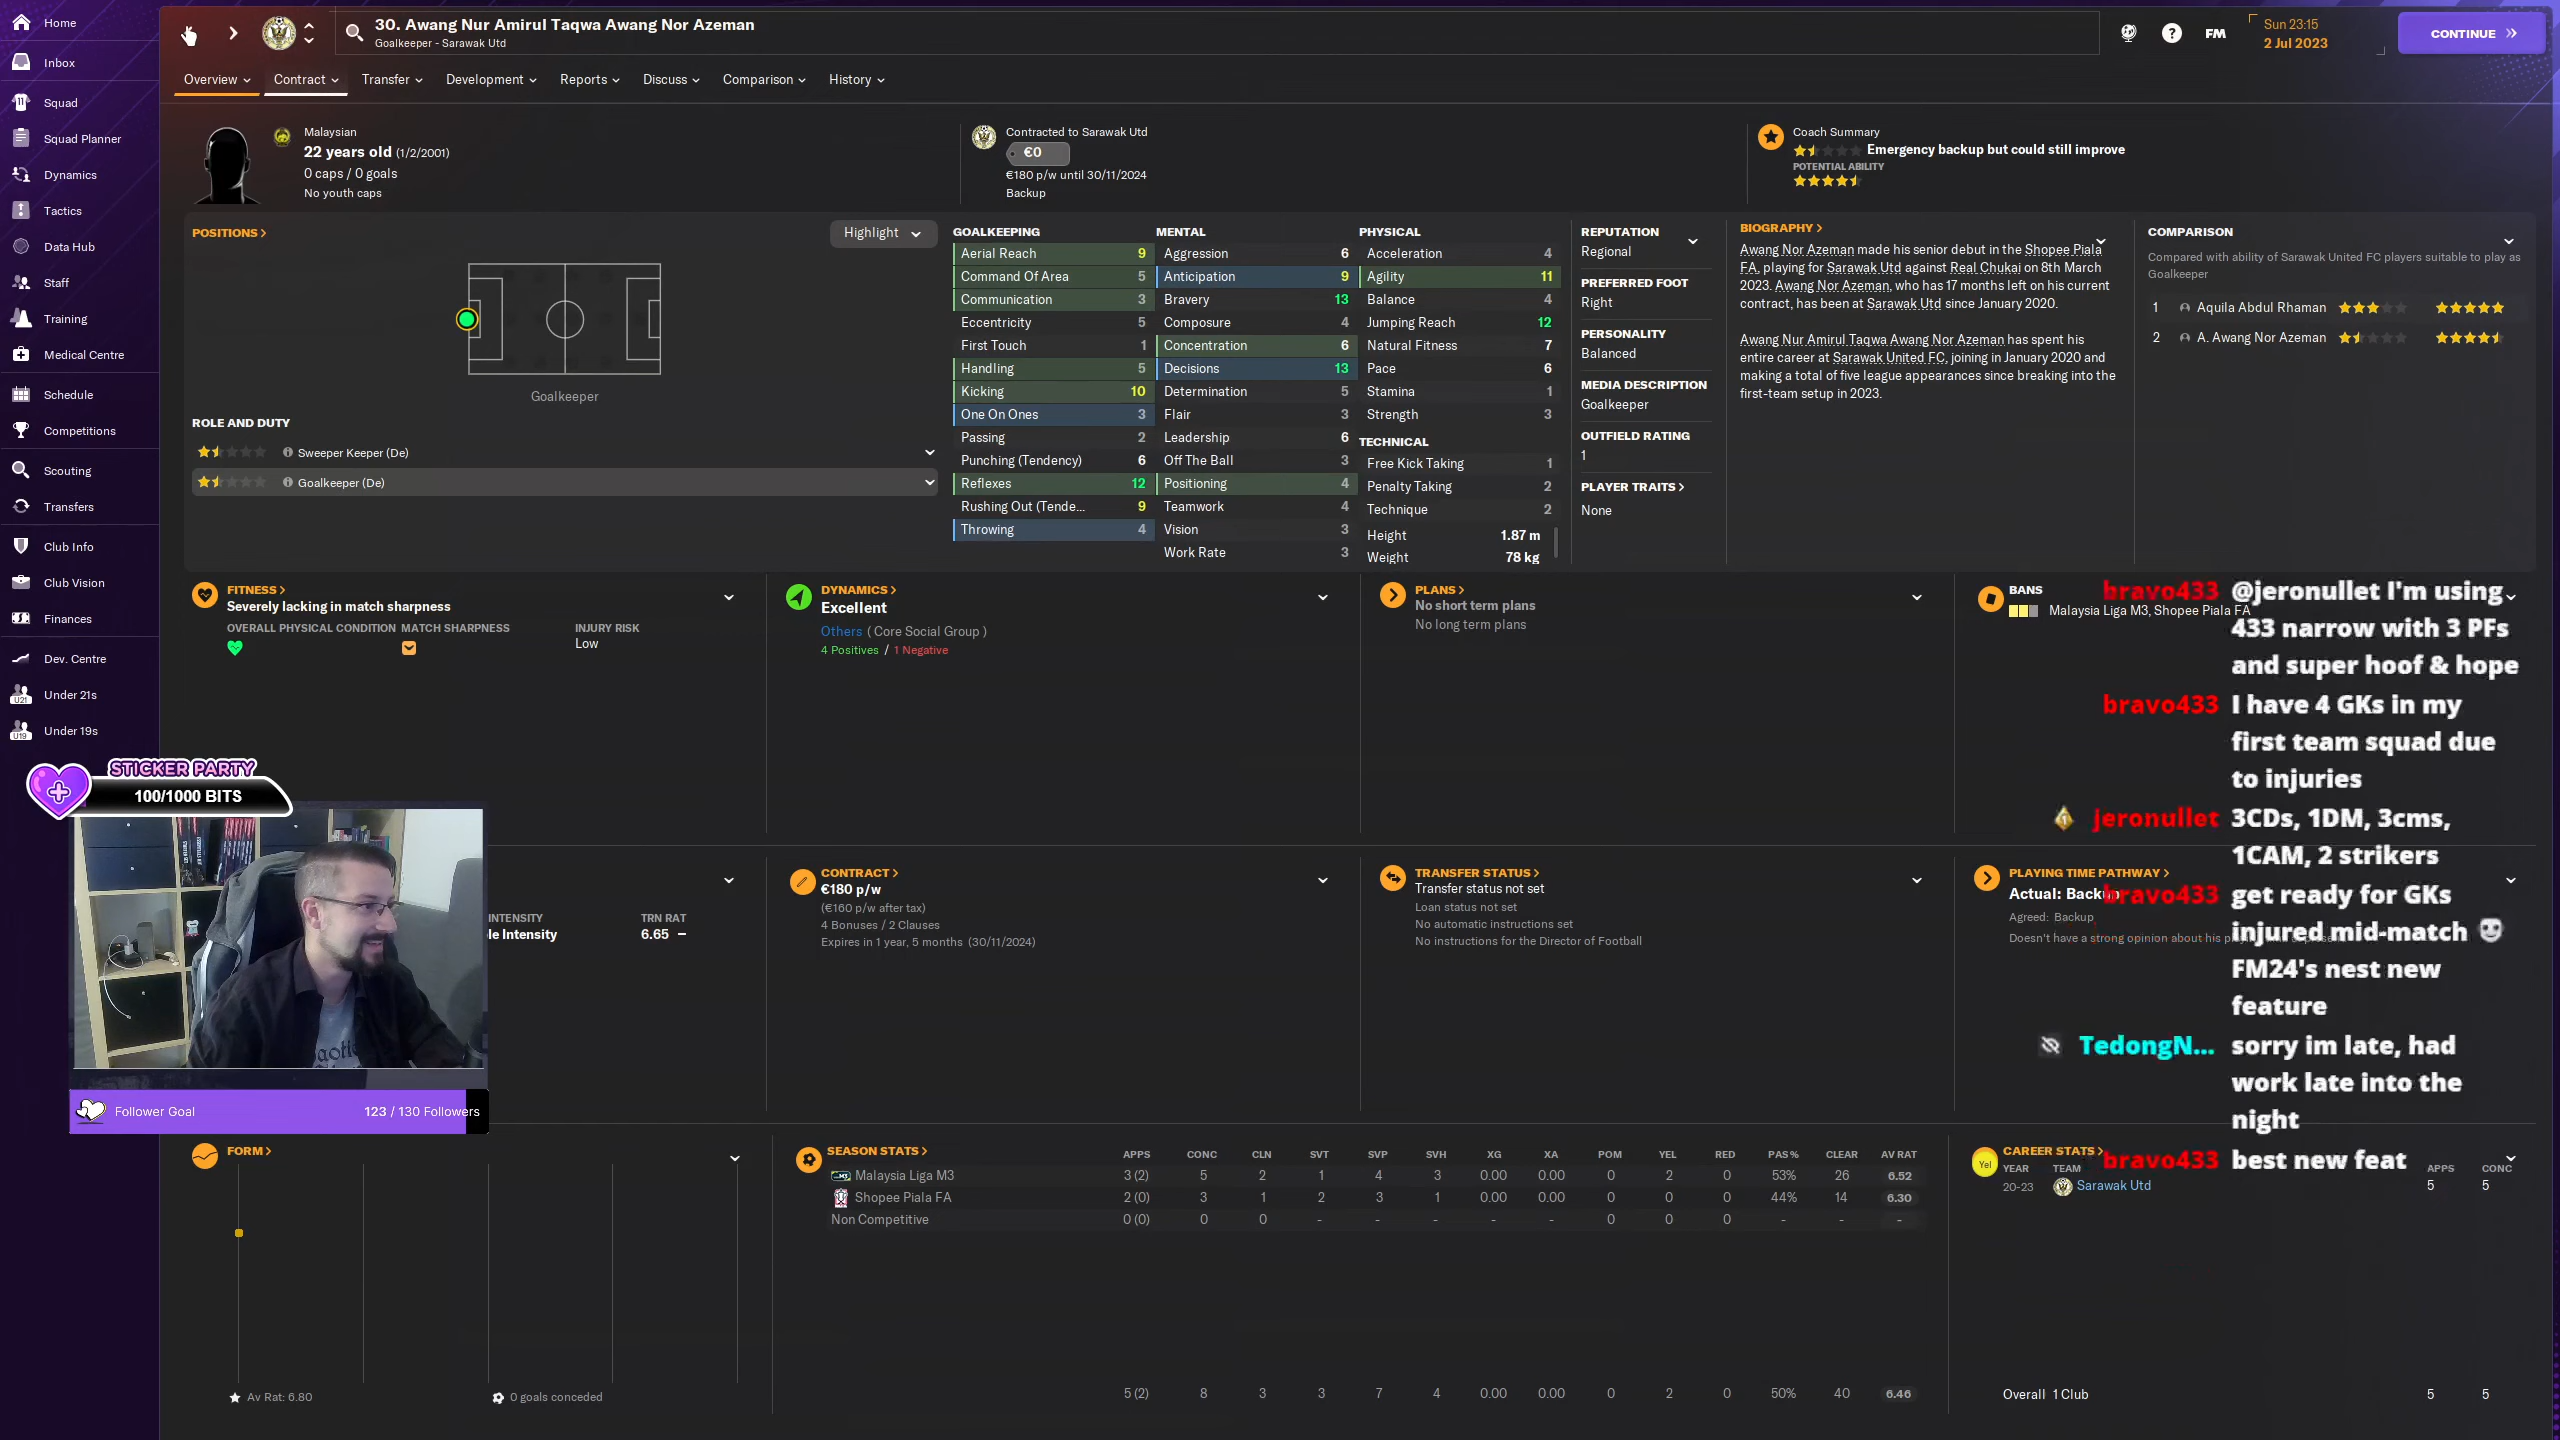 Home
Inbox
Squad
Squad Planner
Dynamics
Tactics
Data Hub
Staff
Training
Medical Centre
Schedule
Competitions
Scouting
Transfers
Club Info
Club Vision
Finances
Dev. Centre
Under 21s
Under 19s
30. Awang Nur Amirul Taqwa Awang Nor Azeman
Goalkeeper - Sarawak Utd
FM
Sun 23:15
2 Jul 2023
CONTINUE
Overview Contract Transfer Development Reports Discuss Comparison History
Malaysian
22 years old (1/2/2001)
0 caps / 0 goals
No youth caps
Contracted to Sarawak Utd
€0
€180 p/w until 30/11/2024
Backup
Coach Summary
Emergency backup but could still improve
POTENTIAL ABILITY
POSITIONS >
Highlight
Goalkeeper
ROLE AND DUTY
Sweeper Keeper (De)
Goalkeeper (De)
GOALKEEPING
Aerial Reach 9
Command Of Area 5
Communication 3
Eccentricity 5
First Touch 1
Handling 5
Kicking 10
One On Ones 3
Passing 2
Punching (Tendency) 6
Reflexes 12
Rushing Out (Tende... 9
Throwing 4
MENTAL
Aggression 6
Anticipation 9
Bravery 13
Composure 4
Concentration 6
Decisions 13
Determination 5
Flair 3
Leadership 6
Off The Ball 3
Positioning 4
Teamwork 4
Vision 3
Work Rate 3
PHYSICAL
Acceleration 4
Agility 11
Balance 4
Jumping Reach 12
Natural Fitness 7
Pace 6
Stamina 1
Strength 3
TECHNICAL
Free Kick Taking 1
Penalty Taking 2
Technique 2
Height 1.87 m
Weight 78 kg
REPUTATION
Regional
PREFERRED FOOT
Right
PERSONALITY
Balanced
MEDIA DESCRIPTION
Goalkeeper
OUTFIELD RATING
1
PLAYER TRAITS >
None
BIOGRAPHY >
Awang Nor Azeman made his senior debut in the Shopee Piala
FA, playing for Sarawak Utd against Real Chukai on 8th March
2023. Awang Nor Azeman, who has 17 months left on his current
contract, has been at Sarawak Utd since January 2020.
Awang Nur Amirul Taqwa Awang Nor Azeman has spent his
entire career at Sarawak United FC, joining in January 2020 and
making a total of five league appearances since breaking into the
first-team setup in 2023.
COMPARISON
Compared with ability of Sarawak United FC players suitable to play as
Goalkeeper
1 Aquila Abdul Rhaman
2 A. Awang Nor Azeman
FITNESS >
Severely lacking in match sharpness
OVERALL PHYSICAL CONDITION MATCH SHARPNESS INJURY RISK
Low
DYNAMICS >
Excellent
Others ( Core Social Group )
4 Positives / 1 Negative
PLANS >
No short term plans
No long term plans
BANS
Malaysia Liga M3, Shopee Piala FA
bravo433 @jeronullet I'm using
433 narrow with 3 PFs
and super hoof & hope
bravo433 I have 4 GKs in my
first team squad due
to injuries
jeronullet 3CDs, 1DM, 3cms,
1CAM, 2 strikers
bravo433 get ready for GKs
injured mid-match
FM24's nest new
feature
TedongN... sorry im late, had
work late into the
night
bravo433 best new feat
STICKER PARTY
100/1000 BITS
Follower Goal 123 / 130 Followers
INTENSITY TRN RAT
le Intensity 6.65 –
CONTRACT >
€180 p/w
(€160 p/w after tax)
4 Bonuses / 2 Clauses
Expires in 1 year, 5 months (30/11/2024)
TRANSFER STATUS >
Transfer status not set
Loan status not set
No automatic instructions set
No instructions for the Director of Football
PLAYING TIME PATHWAY >
Actual: Backup
Agreed: Backup
Doesn't have a strong opinion about his
FORM >
Av Rat: 6.80 0 goals conceded
SEASON STATS > APPS CONC CLN SVT SVP SVH XG XA POM YEL RED PAS% CLEAR AV RAT
Malaysia Liga M3 3 (2) 5 2 1 4 3 0.00 0.00 0 2 0 53% 26 6.52
Shopee Piala FA 2 (0) 3 1 2 3 1 0.00 0.00 0 0 0 44% 14 6.30
Non Competitive 0 (0) 0 0 - - - - - 0 0 0 - - -
5 (2) 8 3 3 7 4 0.00 0.00 0 2 0 50% 40 6.46
Yel
CAREER STATS >
YEAR TEAM APPS CONC
20-23 Sarawak Utd 5 5
Overall 1 Club 5 5